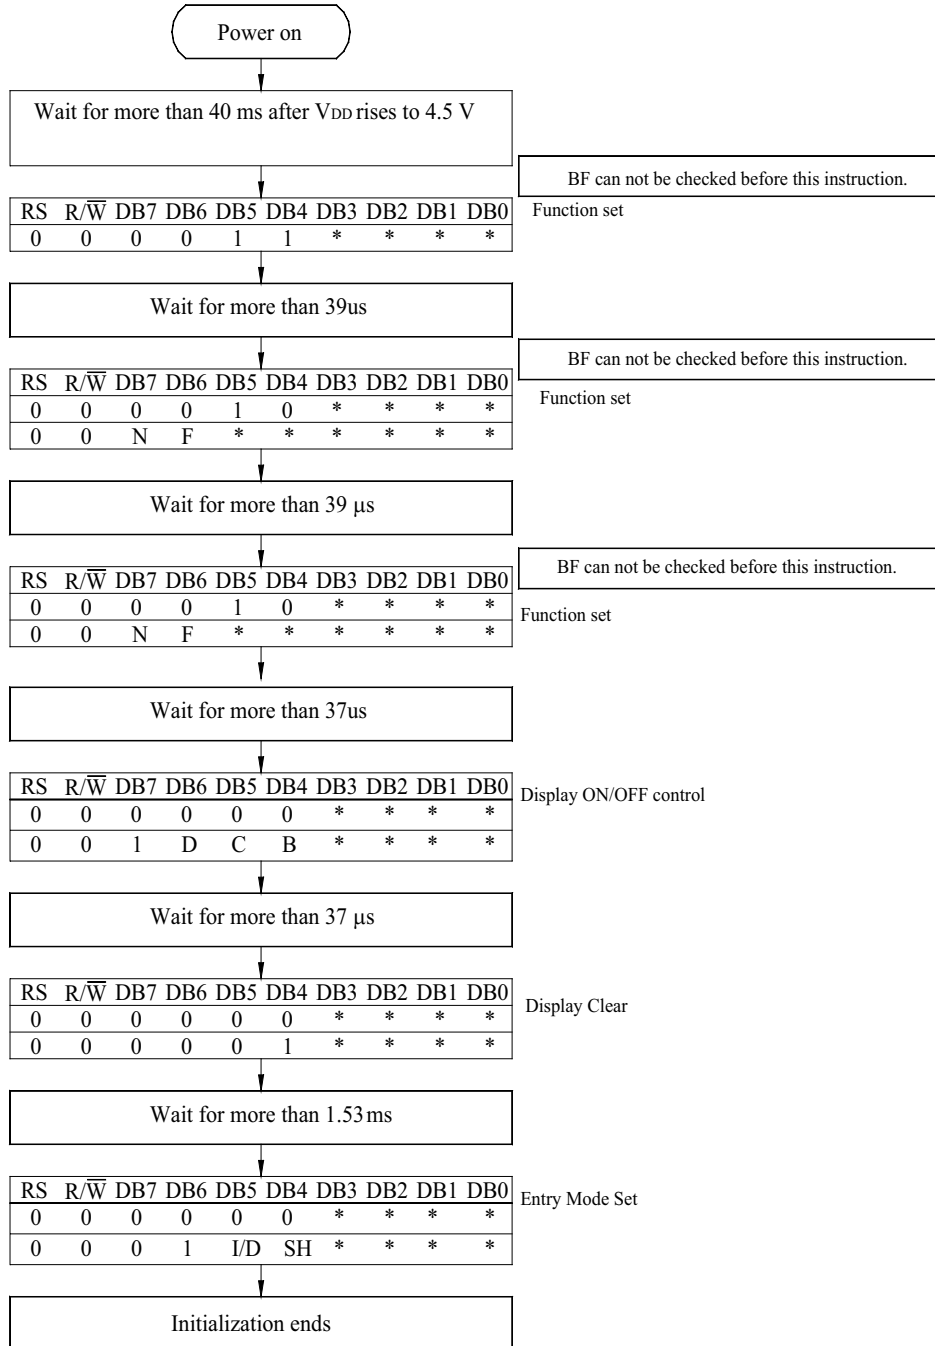 Power on
Wait for more than 40 ms after VDD rises to 4.5 V
BF can not be checked before this instruction.
RS R/W̅ DB7 DB6 DB5 DB4 DB3 DB2 DB1 DB0
Function set
0 0 0 0 1 1 * * * *
Wait for more than 39us
BF can not be checked before this instruction.
RS R/W̅ DB7 DB6 DB5 DB4 DB3 DB2 DB1 DB0
Function set
0 0 0 0 1 0 * * * *
0 0 N F * * * * * *
Wait for more than 39 µs
BF can not be checked before this instruction.
RS R/W̅ DB7 DB6 DB5 DB4 DB3 DB2 DB1 DB0
0 0 0 0 1 0 * * * *
Function set
0 0 N F * * * * * *
Wait for more than 37us
RS R/W̅ DB7 DB6 DB5 DB4 DB3 DB2 DB1 DB0
Display ON/OFF control
0 0 0 0 0 0 * * * *
0 0 1 D C B * * * *
Wait for more than 37 µs
RS R/W̅ DB7 DB6 DB5 DB4 DB3 DB2 DB1 DB0
Display Clear
0 0 0 0 0 0 * * * *
0 0 0 0 0 1 * * * *
Wait for more than 1.53ms
RS R/W̅ DB7 DB6 DB5 DB4 DB3 DB2 DB1 DB0
Entry Mode Set
0 0 0 0 0 0 * * * *
0 0 0 1 I/D SH * * * *
Initialization ends